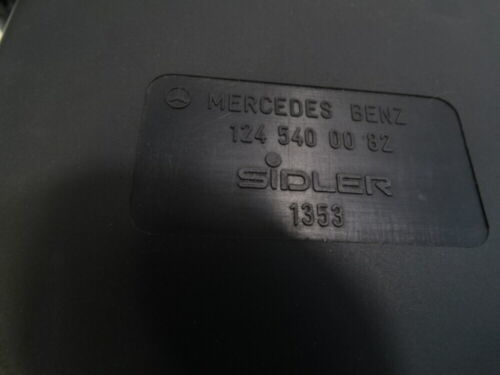 MERCEDES BENZ
124 540 00 82
SiDLER
1353